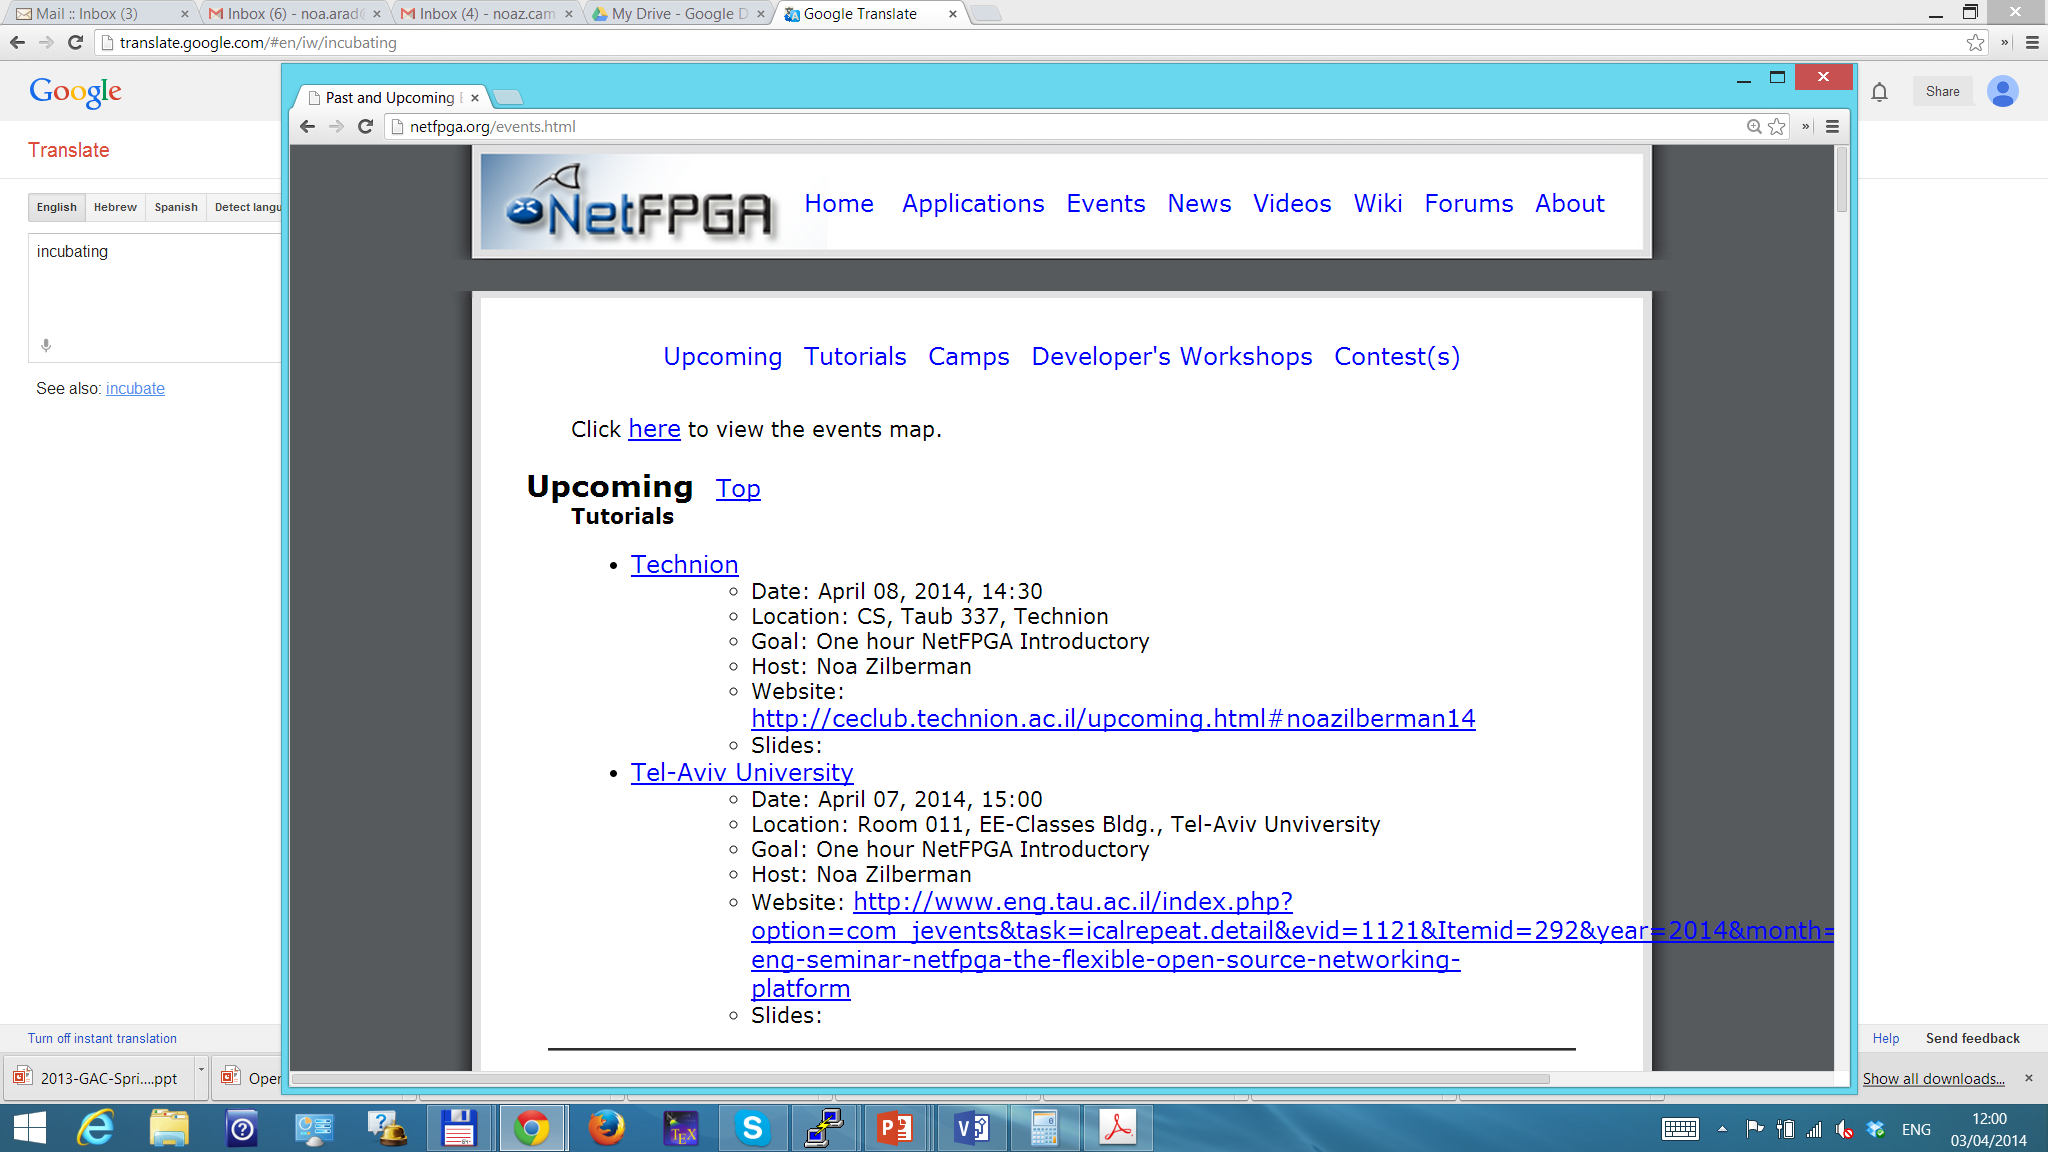 Mail :: Inbox (3)
Inbox (6) - noa.arad@
Inbox (4) - noaz.cam
My Drive - Google D
Google Translate
translate.google.com/#en/iw/incubating
Google
Share
Translate
English Hebrew Spanish Detect langu
incubating
See also: incubate
Turn off instant translation
Help Send feedback
Past and Upcoming E
netfpga.org/events.html
NetFPGA
Home Applications Events News Videos Wiki Forums About
Upcoming Tutorials Camps Developer's Workshops Contest(s)
Click here to view the events map.
Upcoming Top
Tutorials
Technion
Date: April 08, 2014, 14:30
Location: CS, Taub 337, Technion
Goal: One hour NetFPGA Introductory
Host: Noa Zilberman
Website:
http://ceclub.technion.ac.il/upcoming.html#noazilberman14
Slides:
Tel-Aviv University
Date: April 07, 2014, 15:00
Location: Room 011, EE-Classes Bldg., Tel-Aviv Unviversity
Goal: One hour NetFPGA Introductory
Host: Noa Zilberman
Website: http://www.eng.tau.ac.il/index.php?
option=com_jevents&task=icalrepeat.detail&evid=1121&Itemid=292&year=2014&month=
eng-seminar-netfpga-the-flexible-open-source-networking-
platform
Slides:
2013-GAC-Spri....ppt
Oper
Show all downloads...
TEX
ENG
12:00
03/04/2014